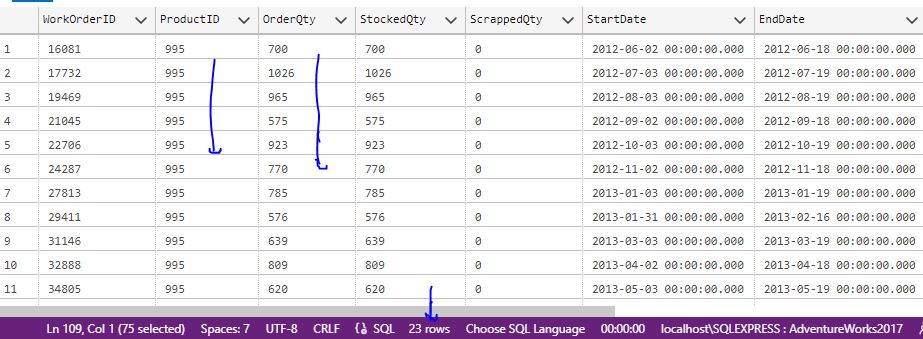 WorkOrderID ProductID OrderQty StockedQty ScrappedQty StartDate EndDate
1 16081 995 700 700 0 2012-06-02 00:00:00.000 2012-06-18 00:00:00.000
2 17732 995 1026 1026 0 2012-07-03 00:00:00.000 2012-07-19 00:00:00.000
3 19469 995 965 965 0 2012-08-03 00:00:00.000 2012-08-19 00:00:00.000
4 21045 995 575 575 0 2012-09-02 00:00:00.000 2012-09-18 00:00:00.000
5 22706 995 923 923 0 2012-10-03 00:00:00.000 2012-10-19 00:00:00.000
6 24287 995 770 770 0 2012-11-02 00:00:00.000 2012-11-18 00:00:00.000
7 27813 995 785 785 0 2013-01-03 00:00:00.000 2013-01-19 00:00:00.000
8 29411 995 576 576 0 2013-01-31 00:00:00.000 2013-02-16 00:00:00.000
9 31146 995 639 639 0 2013-03-03 00:00:00.000 2013-03-19 00:00:00.000
10 32888 995 809 809 0 2013-04-02 00:00:00.000 2013-04-18 00:00:00.000
11 34805 995 620 620 0 2013-05-03 00:00:00.000 2013-05-19 00:00:00.000
Ln 109, Col 1 (75 selected) Spaces: 7 UTF-8 CRLF SQL 23 rows Choose SQL Language 00:00:00 localhost\SQLEXPRESS : AdventureWorks2017